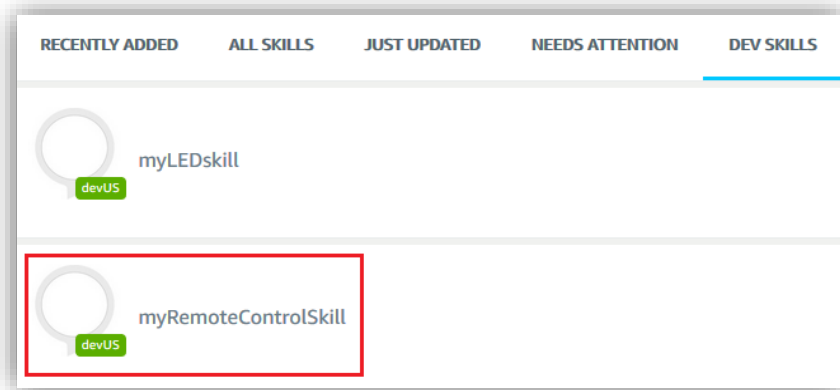 RECENTLY ADDED ALL SKILLS JUST UPDATED NEEDS ATTENTION DEV SKILLS
myLEDskill
devUS
myRemoteControlSkill
devUS